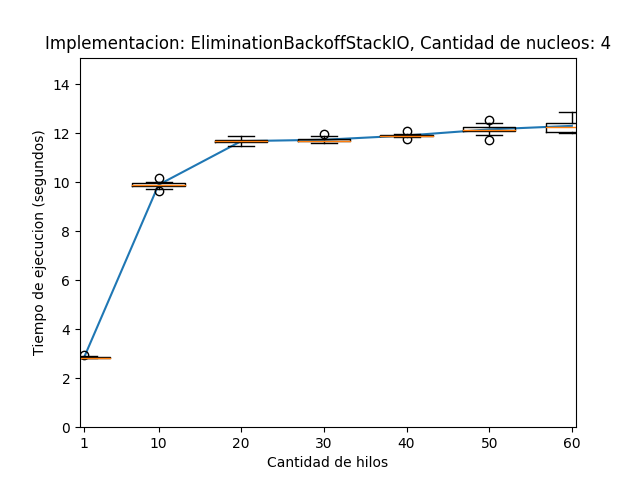 Implementacion: EliminationBackoffStackIO, Cantidad de nucleos: 4
Tiempo de ejecucion (segundos)
14
12
10
8
6
4
2
0
1 10 20 30 40 50 60
Cantidad de hilos